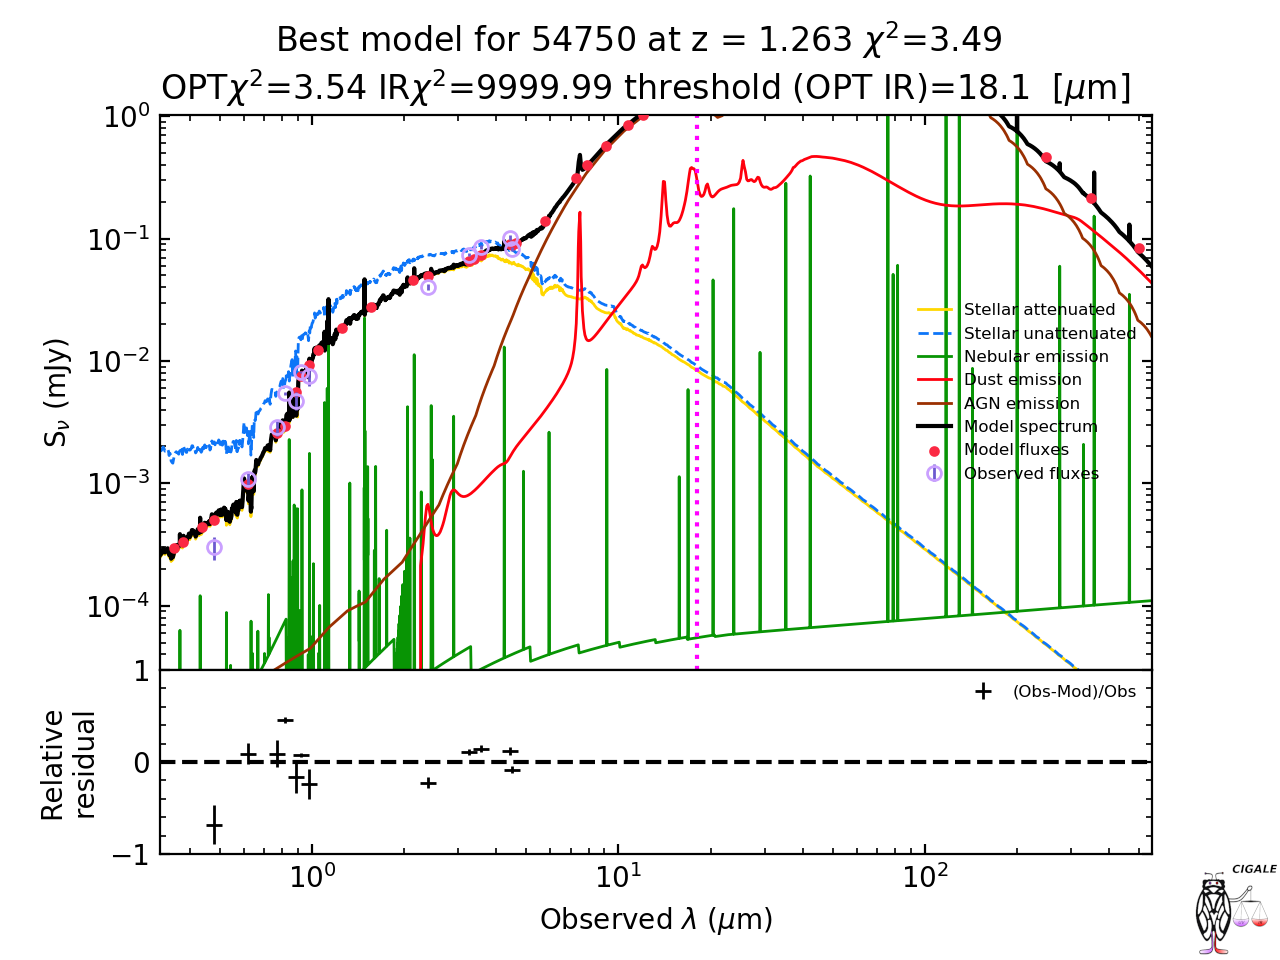 Best model for 54750 at z = 1.263 χ²=3.49
OPTχ²=3.54 IRχ²=9999.99 threshold (OPT IR)=18.1 [μm]
10⁰
10⁻¹
10⁻²
10⁻³
10⁻⁴
S_ν (mJy)
Stellar attenuated
Stellar unattenuated
Nebular emission
Dust emission
AGN emission
Model spectrum
Model fluxes
Observed fluxes
1
0
−1
Relative
residual
(Obs-Mod)/Obs
10⁰ 10¹ 10²
Observed λ (μm)
CIGALE